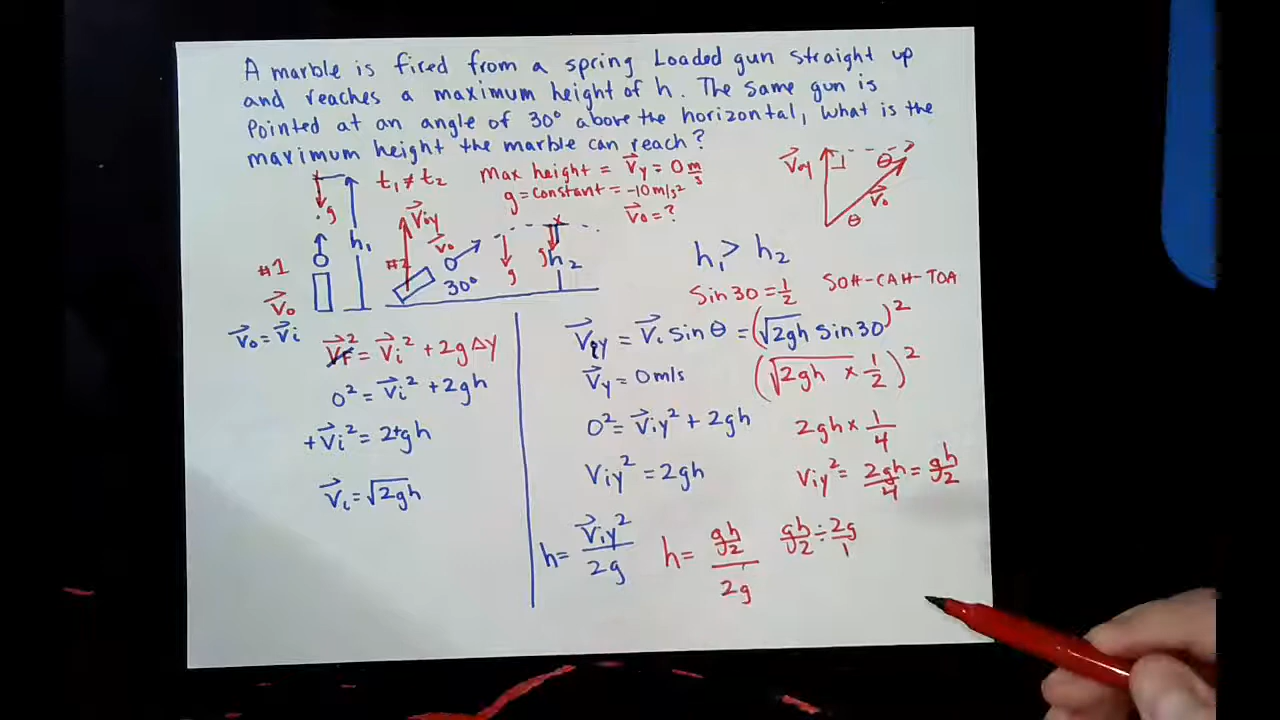 A marble is fired from a spring Loaded gun straight up
and reaches a maximum height of h. The same gun is
Pointed at an angle of 30° above the horizontal, What is the
maximum height the marble can reach?
t₁ ≠ t₂
Max height = V⃗y = 0 m/s
g = constant = -10 m/s²
V⃗o = ?
g
h₁
#1
V⃗o
V⃗iy
V⃗o
#2
30°
g
g
h₂
V⃗oy
θ
V⃗o
θ
h₁ > h₂
Sin 30 = 1/2
SOH-CAH-TOA
V⃗o = V⃗i
V⃗f² = V⃗i² + 2gΔy
0² = V⃗i² + 2gh
+V⃗i² = 2+gh
V⃗i = √2gh
V⃗iy = V⃗i Sin θ = (√2gh Sin 30)²
V⃗y = 0 m/s
(√2gh × 1/2)²
0² = V⃗iy² + 2gh
2gh × 1/4
Viy² = 2gh
Viy² = 2gh/4 = gh/2
h = V⃗iy²/2g
h = gh/2 / 2g
gh/2 ÷ 2g/1